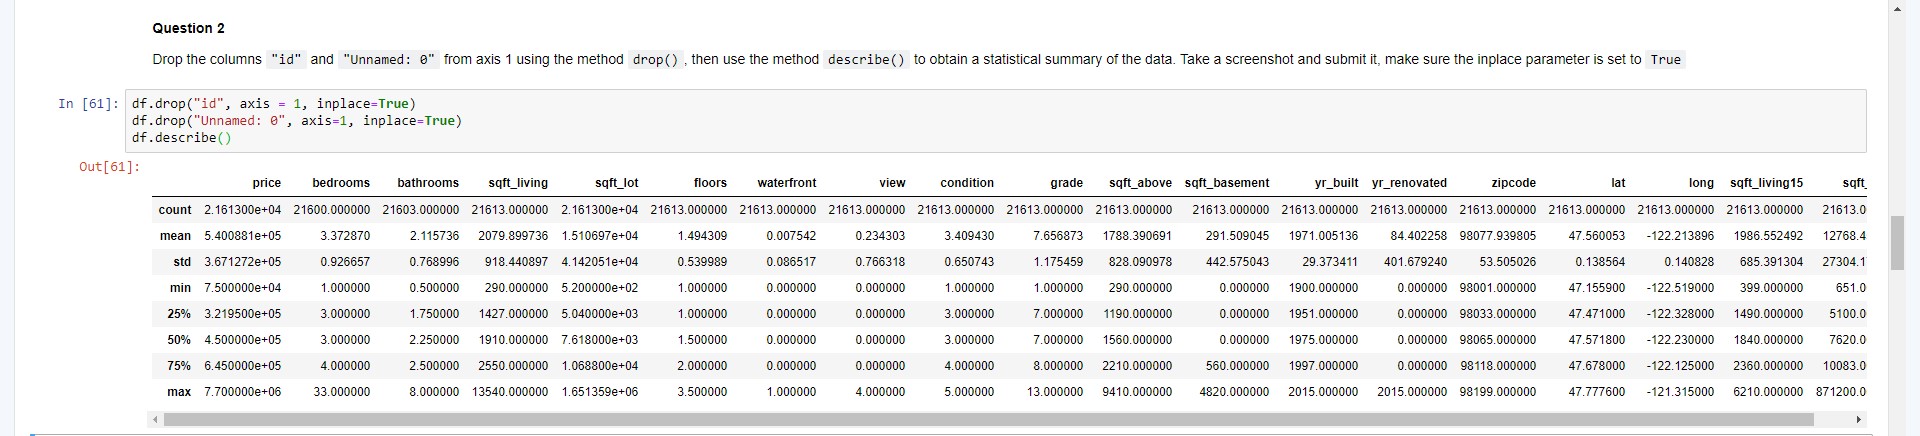 Question 2
Drop the columns "id" and "Unnamed: 0" from axis 1 using the method drop() , then use the method describe() to obtain a statistical summary of the data. Take a screenshot and submit it, make sure the inplace parameter is set to True
In [61]: df.drop("id", axis = 1, inplace=True)
df.drop("Unnamed: 0", axis=1, inplace=True)
df.describe()
Out[61]:
price bedrooms bathrooms sqft_living sqft_lot floors waterfront view condition grade sqft_above sqft_basement yr_built yr_renovated zipcode lat long sqft_living15 sqft_
count 2.161300e+04 21600.000000 21603.000000 21613.000000 2.161300e+04 21613.000000 21613.000000 21613.000000 21613.000000 21613.000000 21613.000000 21613.000000 21613.000000 21613.000000 21613.000000 21613.000000 21613.000000 21613.000000 21613.0
mean 5.400881e+05 3.372870 2.115736 2079.899736 1.510697e+04 1.494309 0.007542 0.234303 3.409430 7.656873 1788.390691 291.509045 1971.005136 84.402258 98077.939805 47.560053 -122.213896 1986.552492 12768.4
std 3.671272e+05 0.926657 0.768996 918.440897 4.142051e+04 0.539989 0.086517 0.766318 0.650743 1.175459 828.090978 442.575043 29.373411 401.679240 53.505026 0.138564 0.140828 685.391304 27304.1
min 7.500000e+04 1.000000 0.500000 290.000000 5.200000e+02 1.000000 0.000000 0.000000 1.000000 1.000000 290.000000 0.000000 1900.000000 0.000000 98001.000000 47.155900 -122.519000 399.000000 651.0
25% 3.219500e+05 3.000000 1.750000 1427.000000 5.040000e+03 1.000000 0.000000 0.000000 3.000000 7.000000 1190.000000 0.000000 1951.000000 0.000000 98033.000000 47.471000 -122.328000 1490.000000 5100.0
50% 4.500000e+05 3.000000 2.250000 1910.000000 7.618000e+03 1.500000 0.000000 0.000000 3.000000 7.000000 1560.000000 0.000000 1975.000000 0.000000 98065.000000 47.571800 -122.230000 1840.000000 7620.0
75% 6.450000e+05 4.000000 2.500000 2550.000000 1.068800e+04 2.000000 0.000000 0.000000 4.000000 8.000000 2210.000000 560.000000 1997.000000 0.000000 98118.000000 47.678000 -122.125000 2360.000000 10083.0
max 7.700000e+06 33.000000 8.000000 13540.000000 1.651359e+06 3.500000 1.000000 4.000000 5.000000 13.000000 9410.000000 4820.000000 2015.000000 2015.000000 98199.000000 47.777600 -121.315000 6210.000000 871200.0